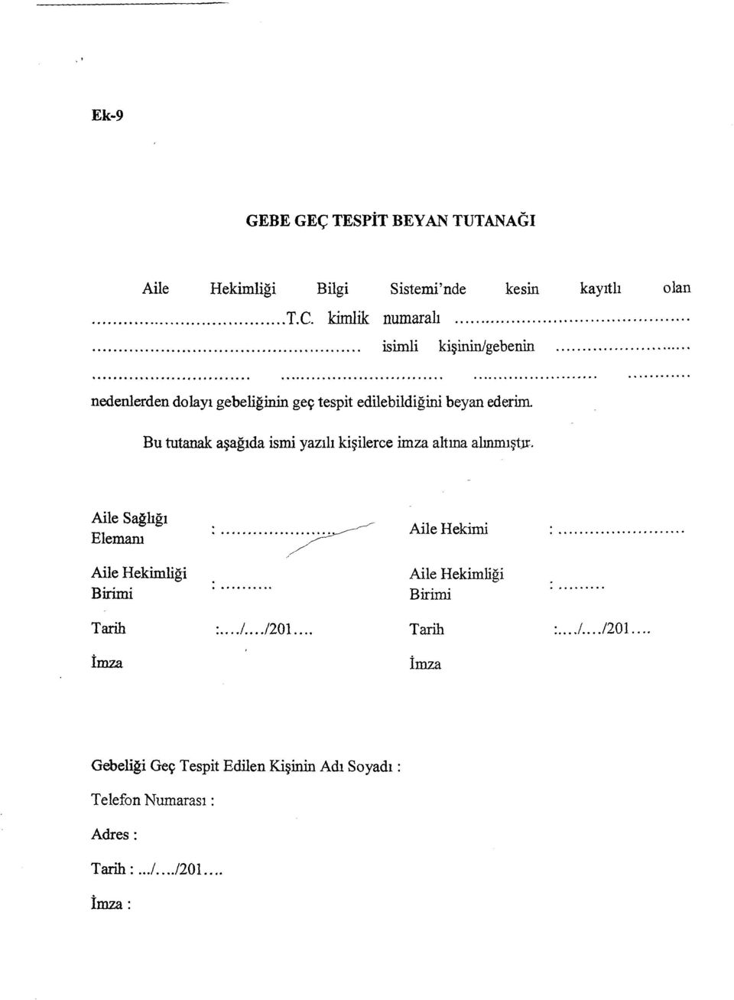 Ek-9
GEBE GEÇ TESPİT BEYAN TUTANAĞI
Aile Hekimliği Bilgi Sistemi'nde kesin kayıtlı olan
.....................................T.C. kimlik numaralı .............................................
................................................... isimli kişinin/gebenin ..........................
.............................. ............................... ........................ ............
nedenlerden dolayı gebeliğinin geç tespit edilebildiğini beyan ederim.
Bu tutanak aşağıda ismi yazılı kişilerce imza altına alınmıştır.
Aile Sağlığı Elemanı : ...................... Aile Hekimi : ........................
Aile Hekimliği Birimi : .......... Aile Hekimliği Birimi : .........
Tarih :..../..../201.... Tarih :..../..../201....
İmza İmza
Gebeliği Geç Tespit Edilen Kişinin Adı Soyadı :
Telefon Numarası :
Adres :
Tarih : .../..../201....
İmza :